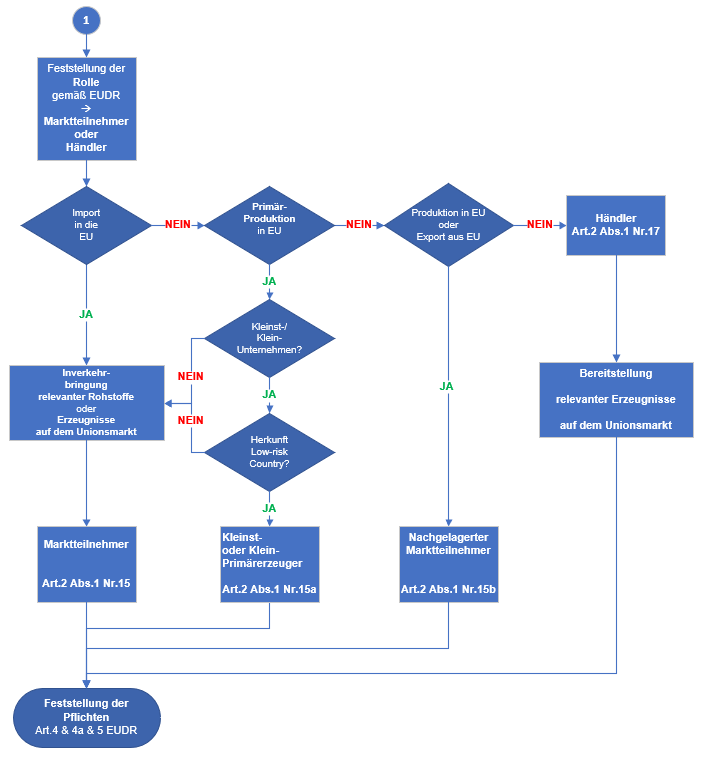 1
Feststellung der
Rolle
gemäß EUDR
→
Marktteilnehmer
oder
Händler
Import
in die
EU
NEIN
Primär-
Produktion
in EU
NEIN
Produktion in EU
oder
Export aus EU
NEIN
Händler
Art.2 Abs.1 Nr.17
JA
JA
Kleinst-/
Klein-
Unternehmen?
NEIN
JA
JA
Inverkehr-
bringung
relevanter Rohstoffe
oder
Erzeugnisse
auf dem Unionsmarkt
NEIN
Herkunft
Low-risk
Country?
Bereitstellung
relevanter Erzeugnisse
auf dem Unionsmarkt
JA
Marktteilnehmer
Art.2 Abs.1 Nr.15
Kleinst-
oder Klein-
Primärerzeuger
Art.2 Abs.1 Nr.15a
Nachgelagerter
Marktteilnehmer
Art.2 Abs.1 Nr.15b
Feststellung der
Pflichten
Art.4 & 4a & 5 EUDR